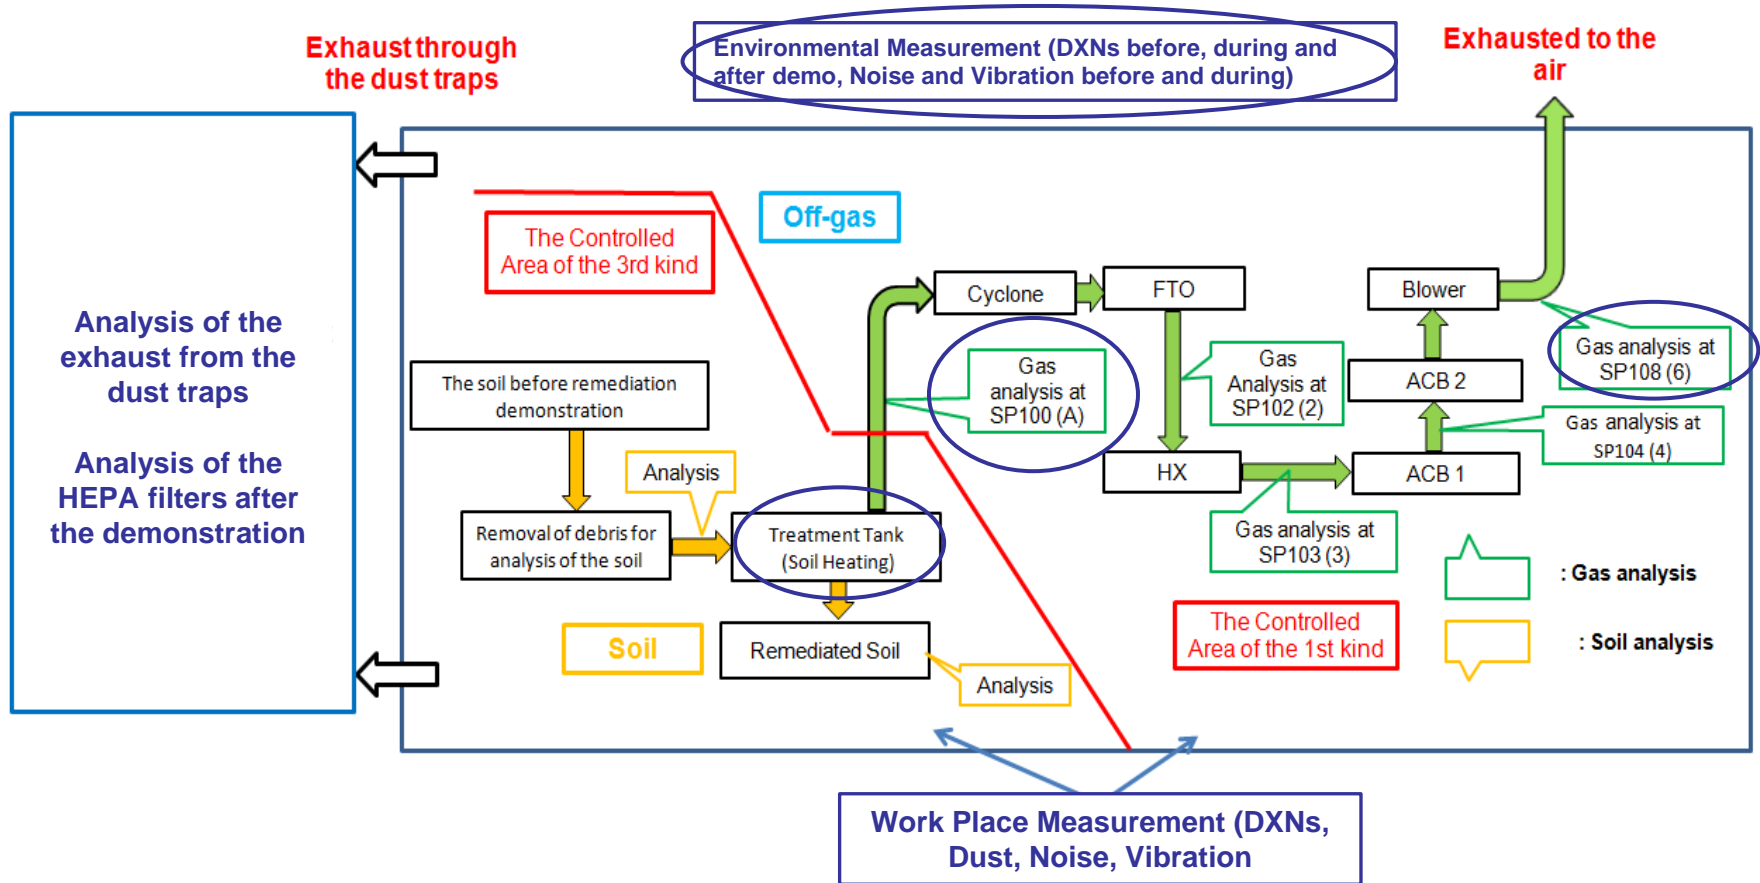 Exhaust through
the dust traps
Environmental Measurement (DXNs before, during and
after demo, Noise and Vibration before and during)
Exhausted to the
air
Analysis of the
exhaust from the
dust traps
Analysis of the
HEPA filters after
the demonstration
The Controlled
Area of the 3rd kind
Off-gas
Cyclone
FTO
Blower
Gas
analysis at
SP100 (A)
Gas
Analysis at
SP102 (2)
Gas analysis at
SP108 (6)
The soil before remediation
demonstration
ACB 2
Gas analysis at
SP104 (4)
Analysis
HX
ACB 1
Removal of debris for
analysis of the soil
Treatment Tank
(Soil Heating)
Gas analysis at
SP103 (3)
: Gas analysis
Soil
Remediated Soil
Analysis
The Controlled
Area of the 1st kind
: Soil analysis
Work Place Measurement (DXNs,
Dust, Noise, Vibration